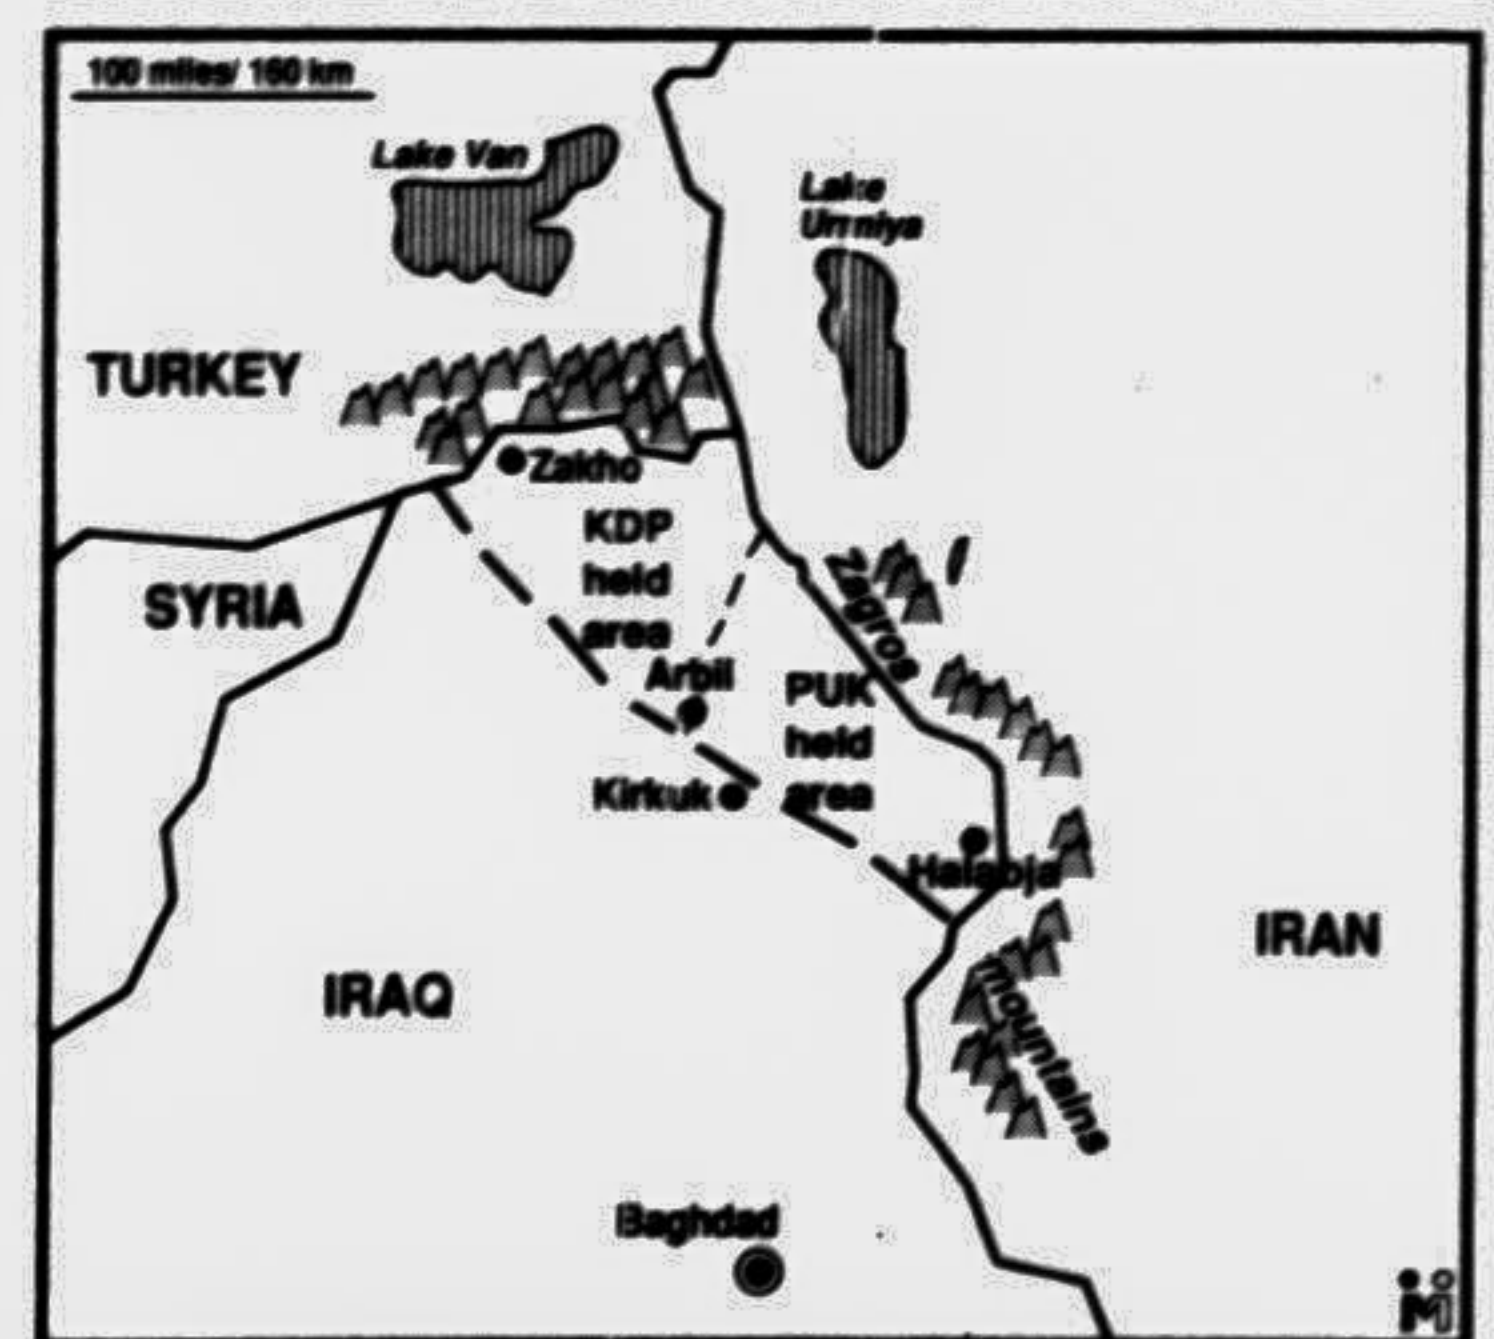 100 miles/ 160 km
Lake Van
Lake
Urmiya
TURKEY
Zakho
KDP
held
area
SYRIA
Zagros
Arbil
PUK
held
area
Kirkuk
Halabja
IRAN
IRAQ
mountains
Baghdad